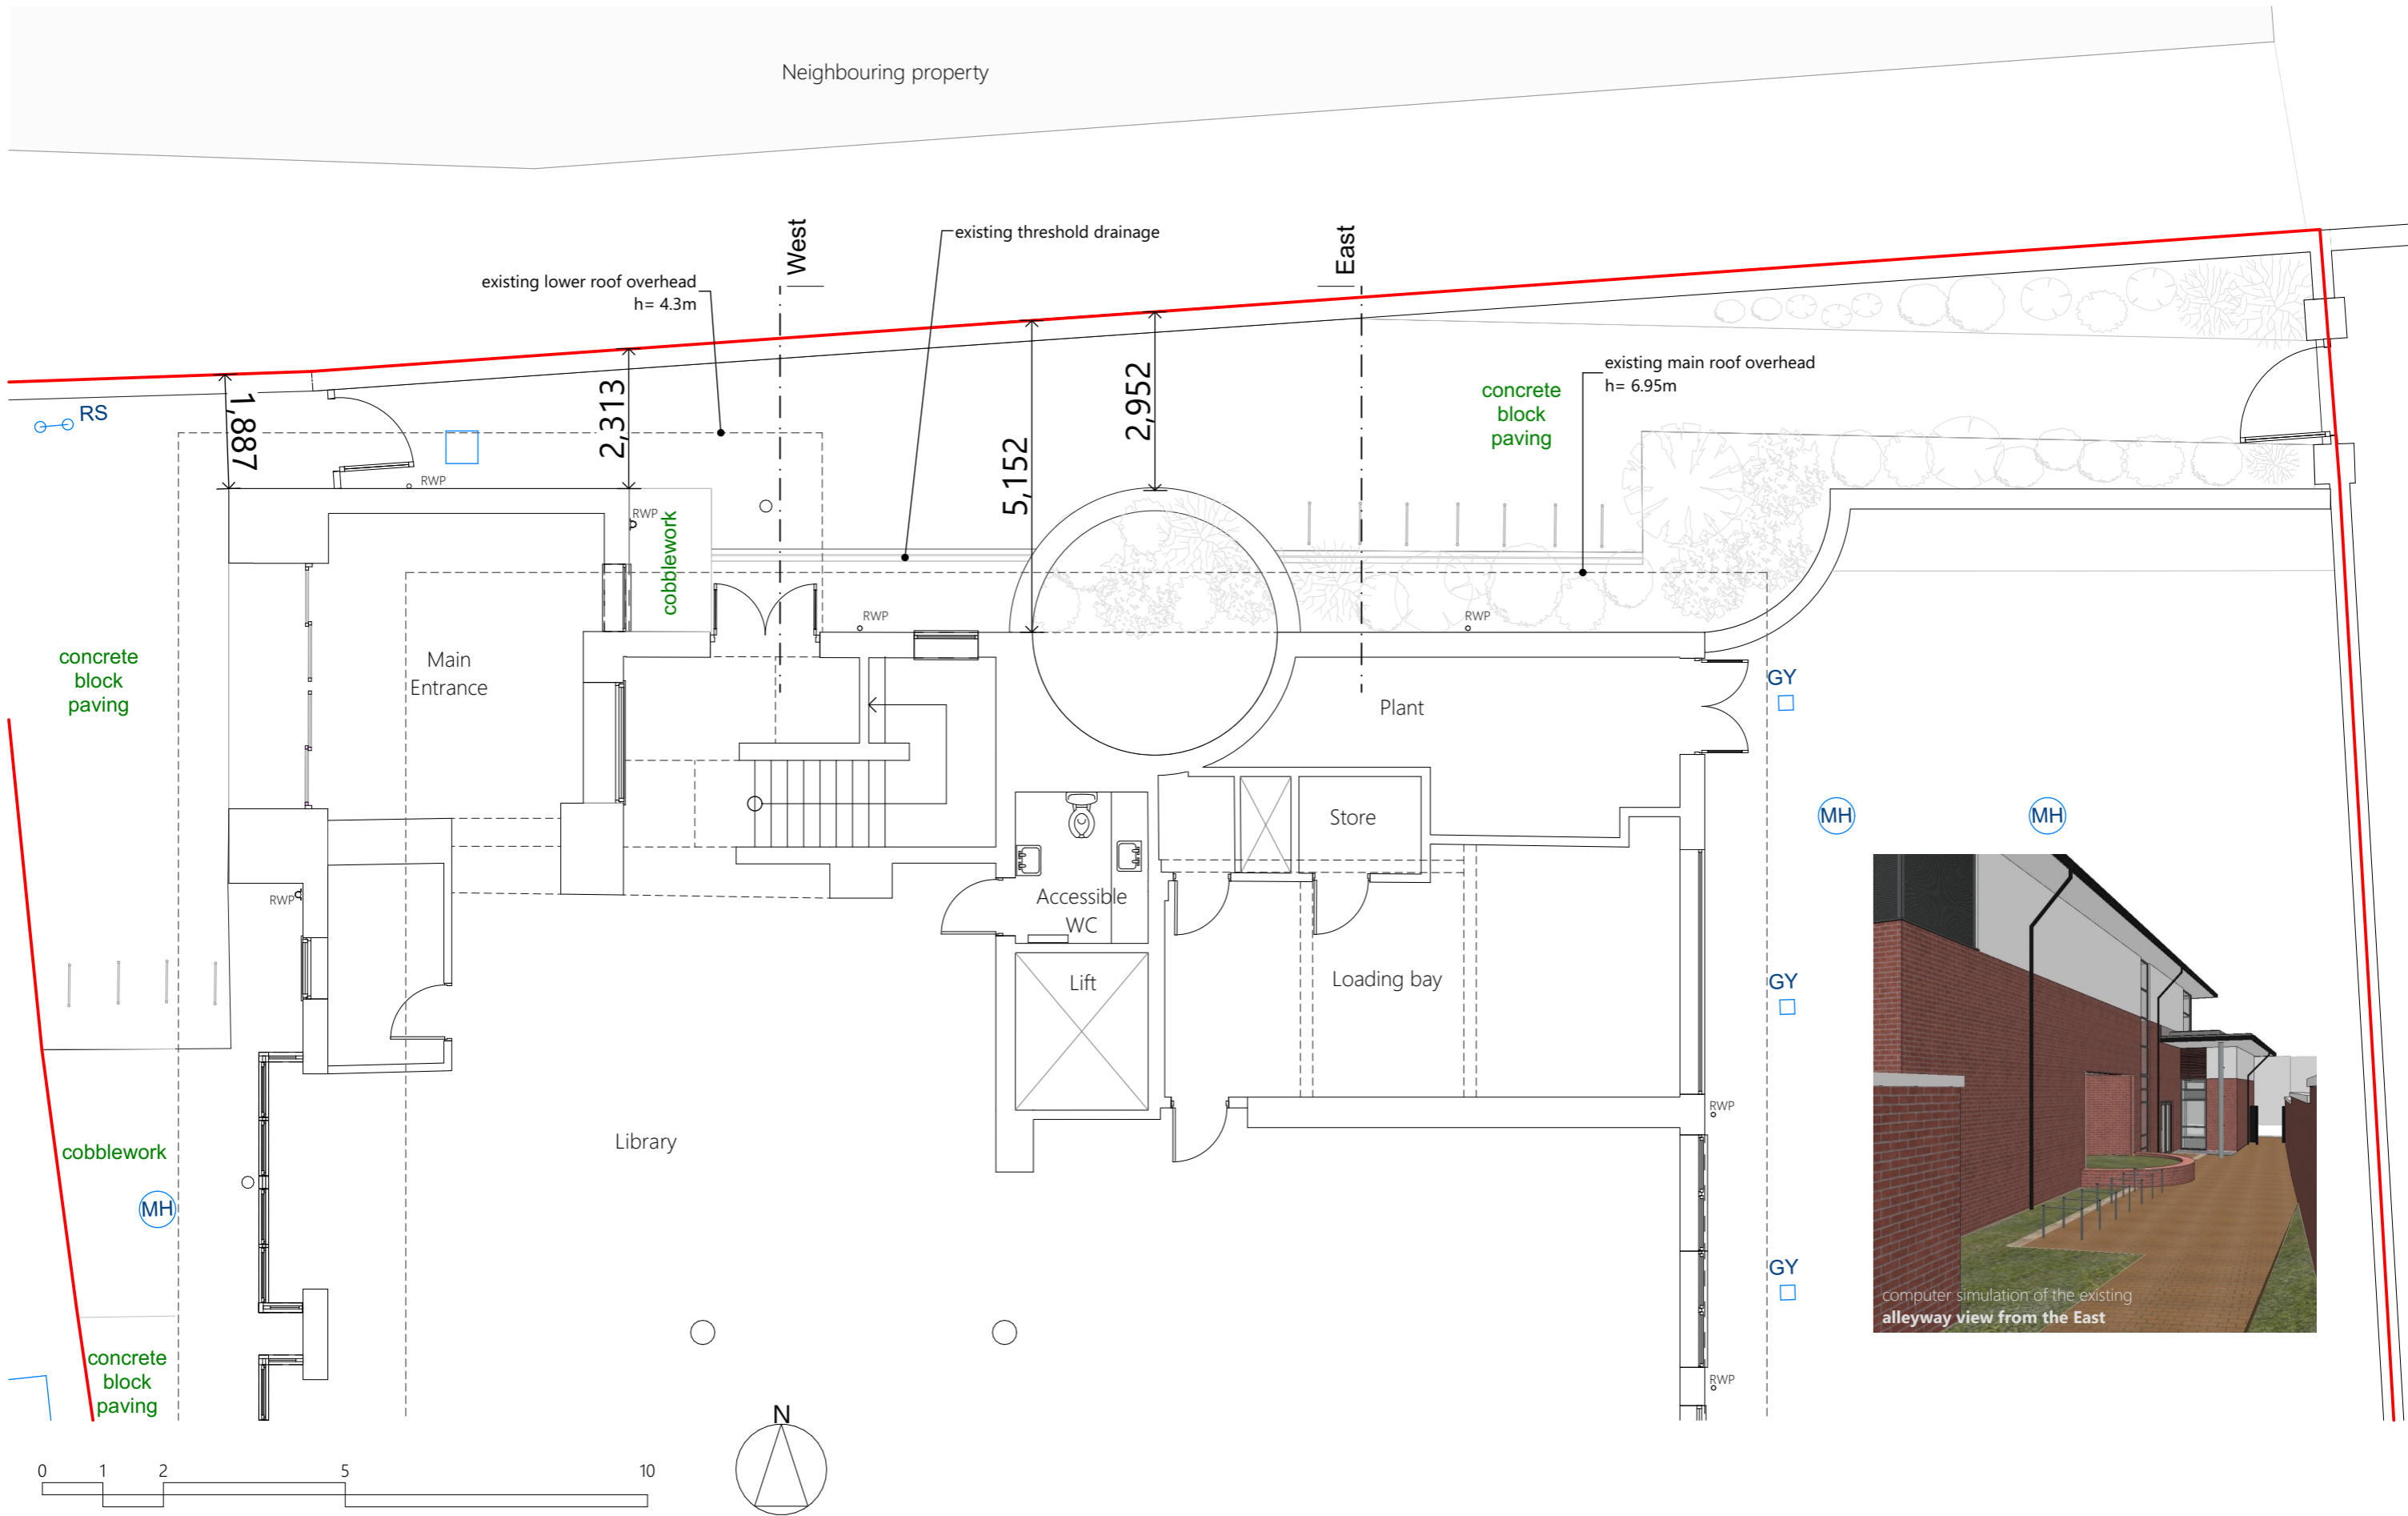 Neighbouring property
West
East
existing threshold drainage
existing lower roof overhead
h= 4.3m
existing main roof overhead
h= 6.95m
1,887
2,313
5,152
2,952
concrete
block
paving
RS
RWP
RWP
cobblework
RWP
RWP
Main
Entrance
concrete
block
paving
Plant
GY
Store
MH
MH
RWP
Accessible
WC
Lift
Loading bay
GY
RWP
Library
cobblework
MH
GY
computer simulation of the existing
alleyway view from the East
concrete
block
paving
RWP
N
0 1 2 5 10